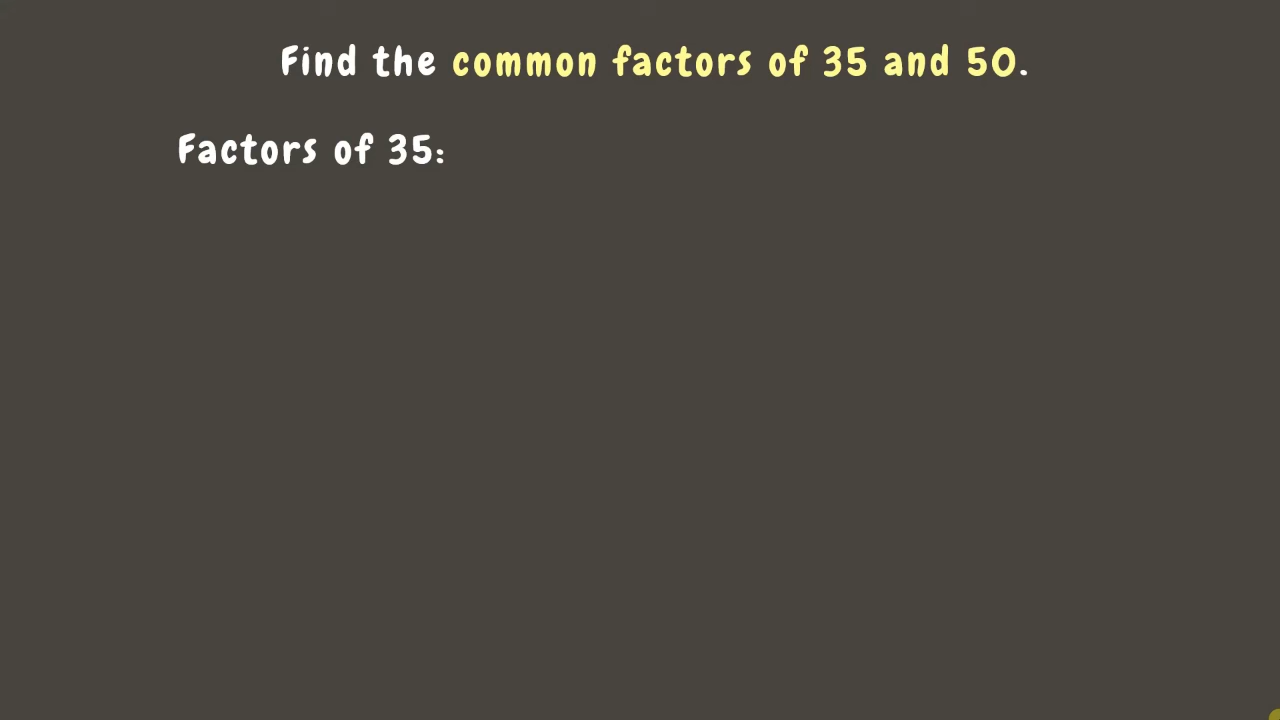 Find the common factors of 35 and 50.
Factors of 35: